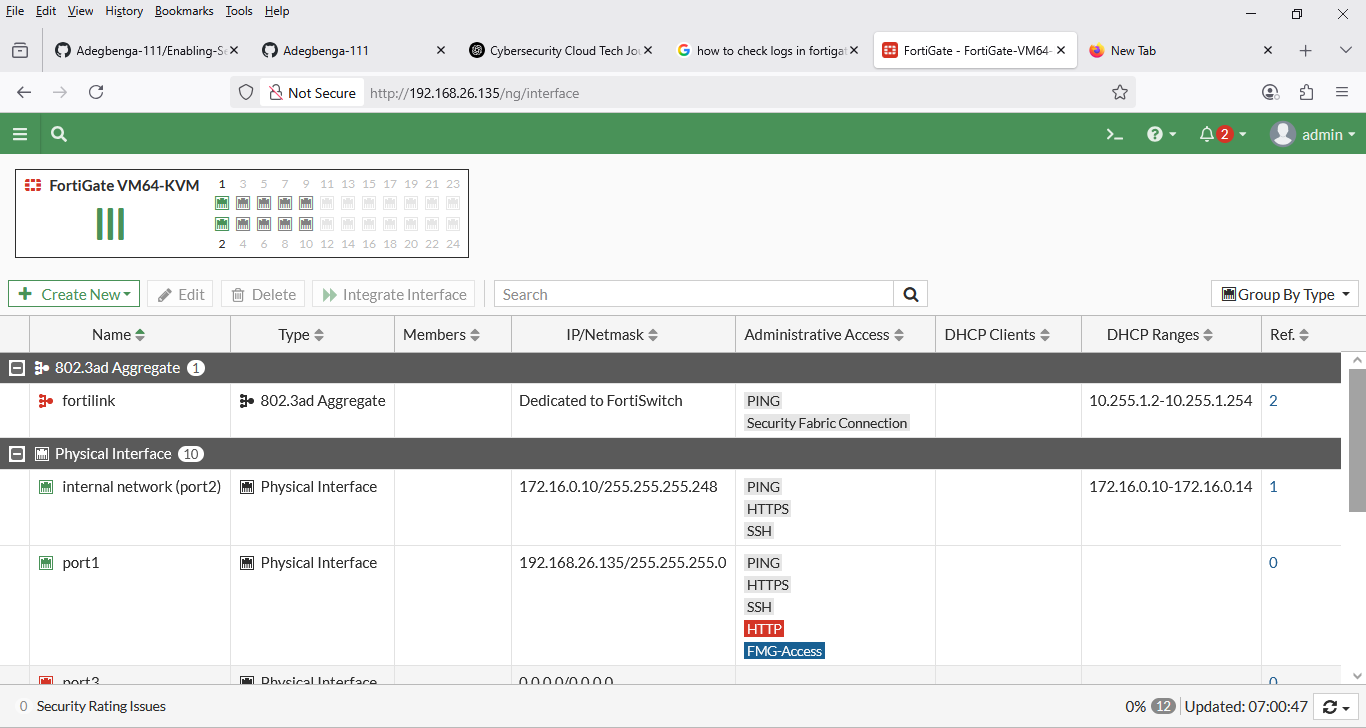 File Edit View History Bookmarks Tools Help
Adegbenga-111/Enabling-Se Adegbenga-111 Cybersecurity Cloud Tech Jou how to check logs in fortigat FortiGate - FortiGate-VM64- New Tab
Not Secure http://192.168.26.135/ng/interface
2 admin
FortiGate VM64-KVM
1 3 5 7 9 11 13 15 17 19 21 23
2 4 6 8 10 12 14 16 18 20 22 24
Create New Edit Delete Integrate Interface Search Group By Type
Name Type Members IP/Netmask Administrative Access DHCP Clients DHCP Ranges Ref.
802.3ad Aggregate 1
fortilink 802.3ad Aggregate Dedicated to FortiSwitch PING 10.255.1.2-10.255.1.254 2
Security Fabric Connection
Physical Interface 10
internal network (port2) Physical Interface 172.16.0.10/255.255.255.248 PING 172.16.0.10-172.16.0.14 1
HTTPS
SSH
port1 Physical Interface 192.168.26.135/255.255.255.0 PING 0
HTTPS
SSH
HTTP
FMG-Access
port3 Physical Interface 0.0.0.0/0.0.0.0 0
0 Security Rating Issues 0% 12 Updated: 07:00:47